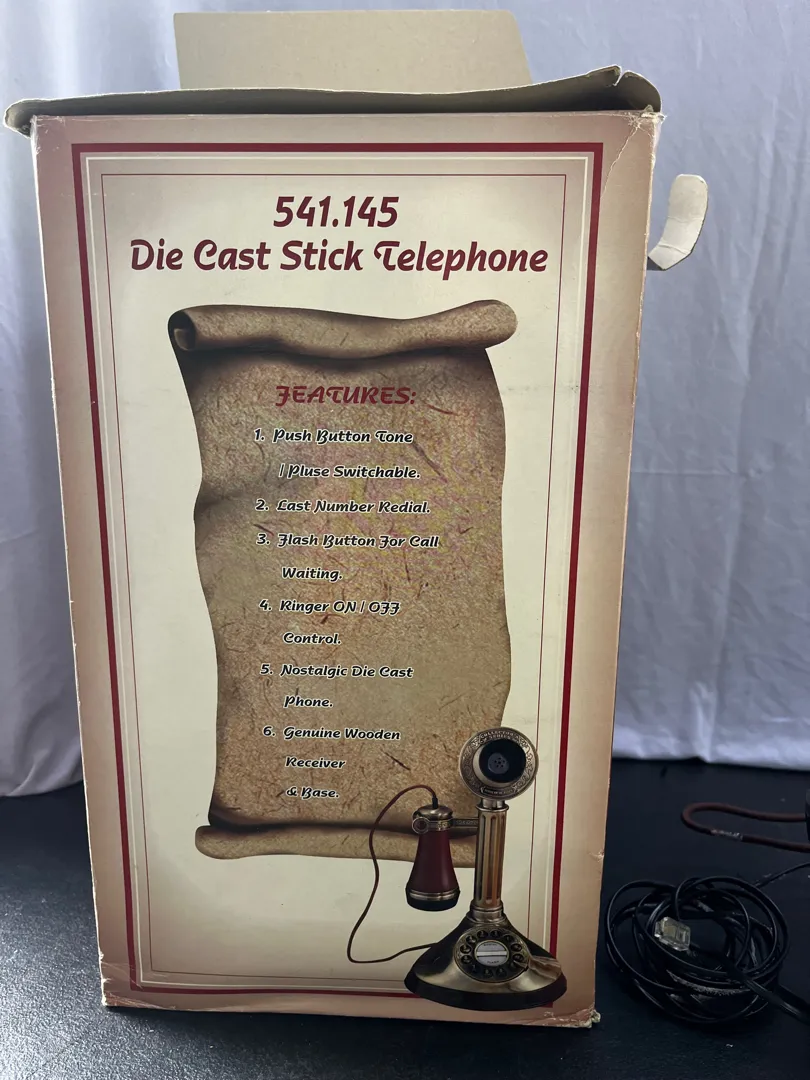 541.145
Die Cast Stick Telephone
FEATURES:
1. Push Button Tone
/ Pluse Switchable.
2. Last Number Redial.
3. Flash Button For Call
Waiting.
4. Ringer ON / OFF
Control.
5. Nostalgic Die Cast
Phone.
6. Genuine Wooden
Receiver
& Base.